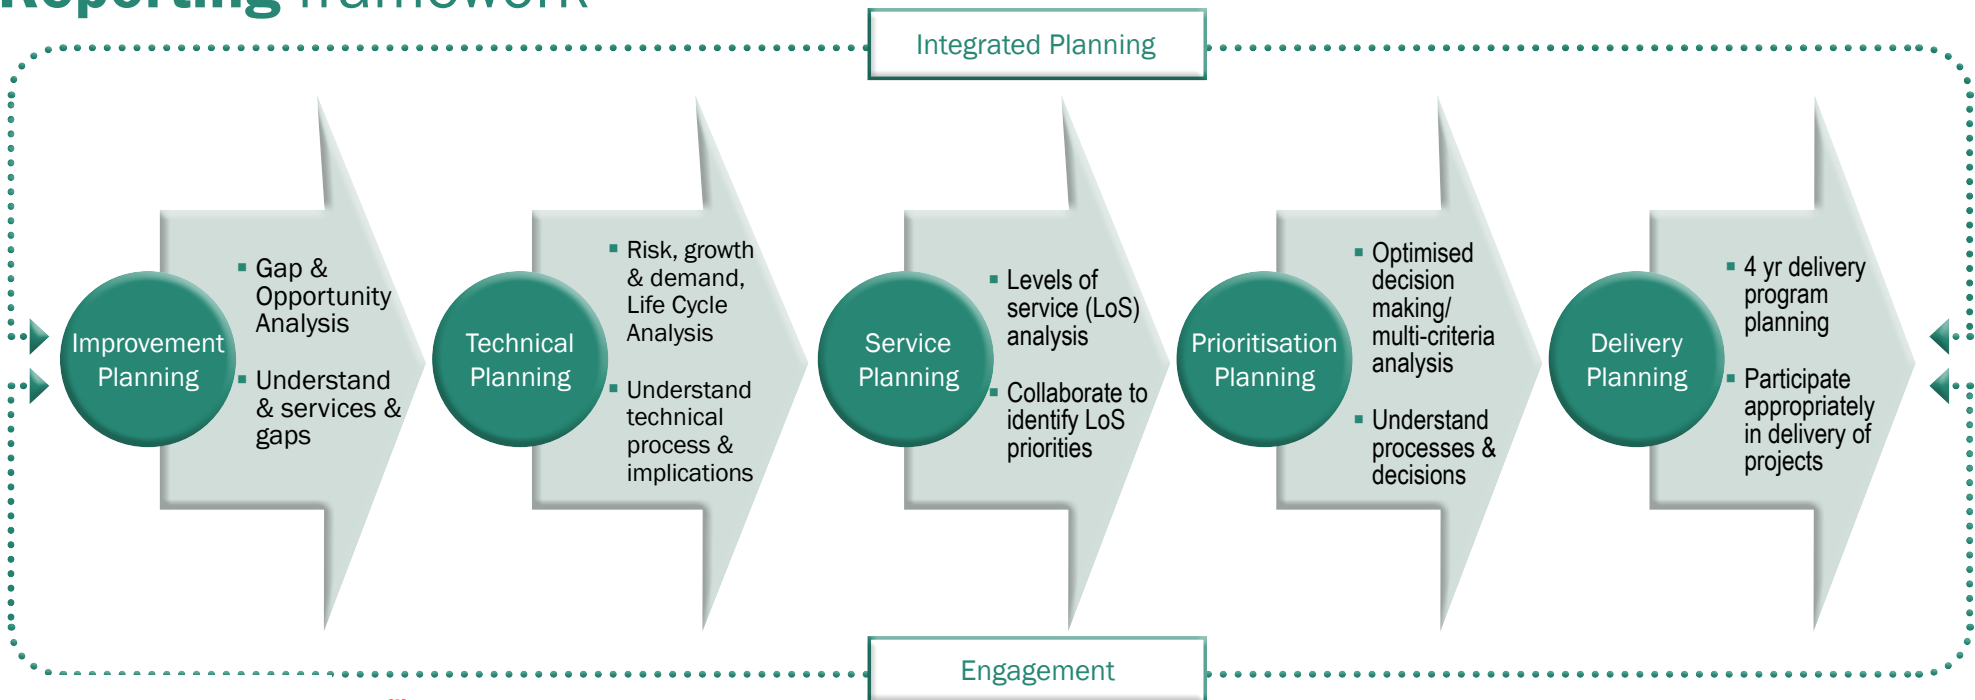 Reporting framework
Integrated Planning
Improvement
Planning
▪ Gap &
Opportunity
Analysis
▪ Understand
& services &
gaps
Technical
Planning
▪ Risk, growth
& demand,
Life Cycle
Analysis
▪ Understand
technical
process &
implications
Service
Planning
▪ Levels of
service (LoS)
analysis
▪ Collaborate to
identify LoS
priorities
Prioritisation
Planning
▪ Optimised
decision
making/
multi-criteria
analysis
▪ Understand
processes &
decisions
Delivery
Planning
▪ 4 yr delivery
program
planning
▪ Participate
appropriately
in delivery of
projects
Engagement